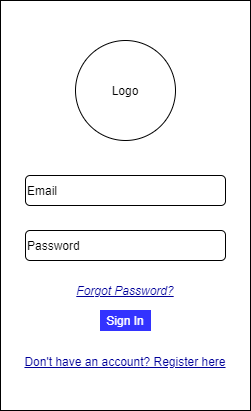 Logo
Email
Password
Forgot Password?
Sign In
Don't have an account? Register here